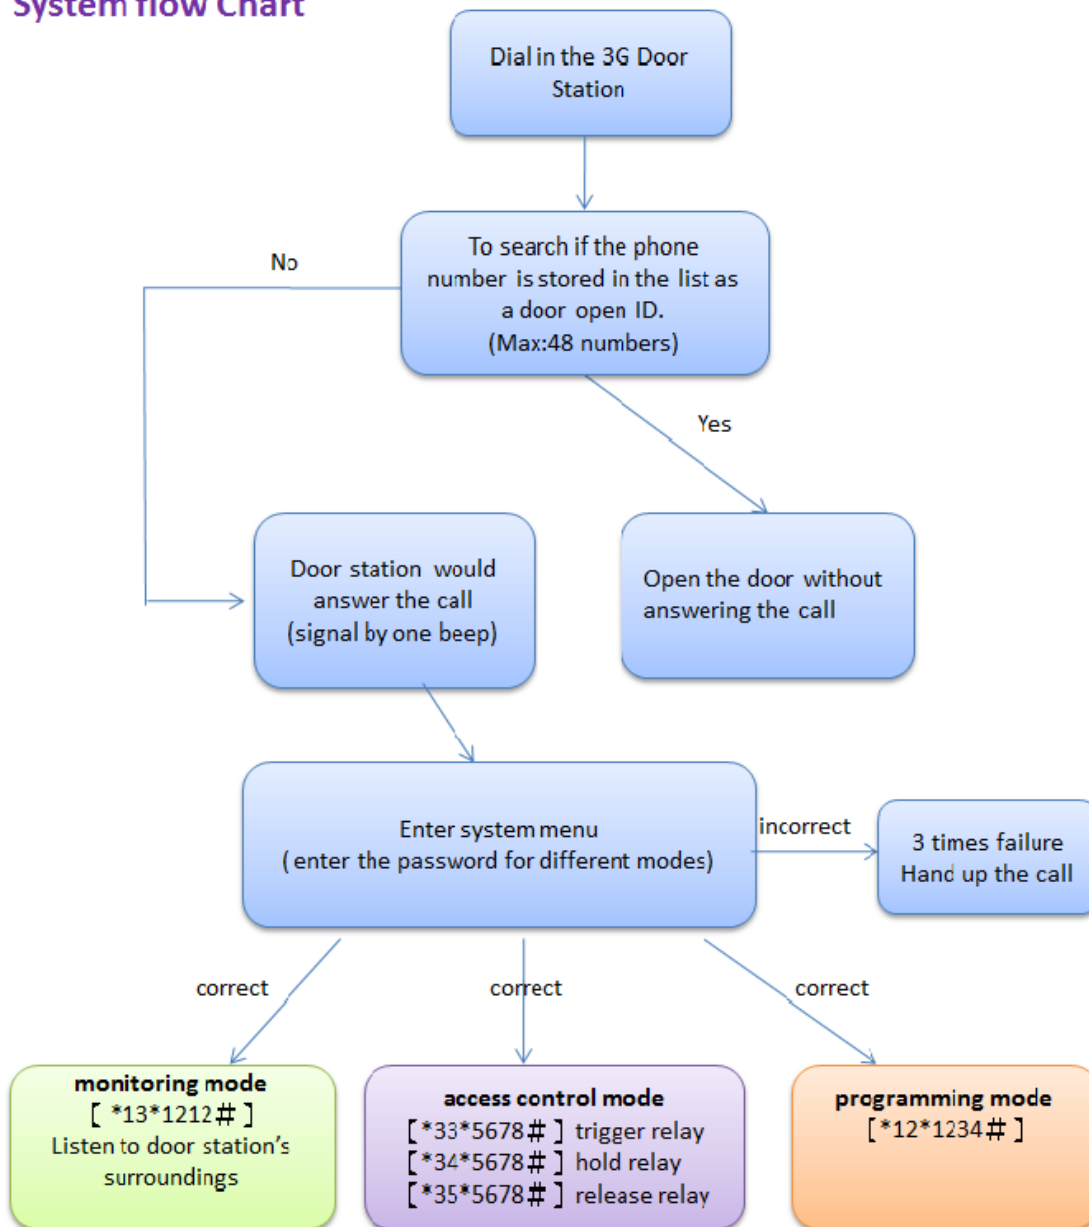 System flow Chart
Dial in the 3G Door
Station
To search if the phone
number is stored in the list as
a door open ID.
(Max:48 numbers)
No
Yes
Door station would
answer the call
(signal by one beep)
Open the door without
answering the call
Enter system menu
( enter the password for different modes)
incorrect
3 times failure
Hand up the call
correct
correct
correct
monitoring mode
[ *13*1212# ]
Listen to door station's
surroundings
access control mode
[*33*5678# ] trigger relay
[*34*5678# ] hold relay
[*35*5678# ] release relay
programming mode
[*12*1234# ]